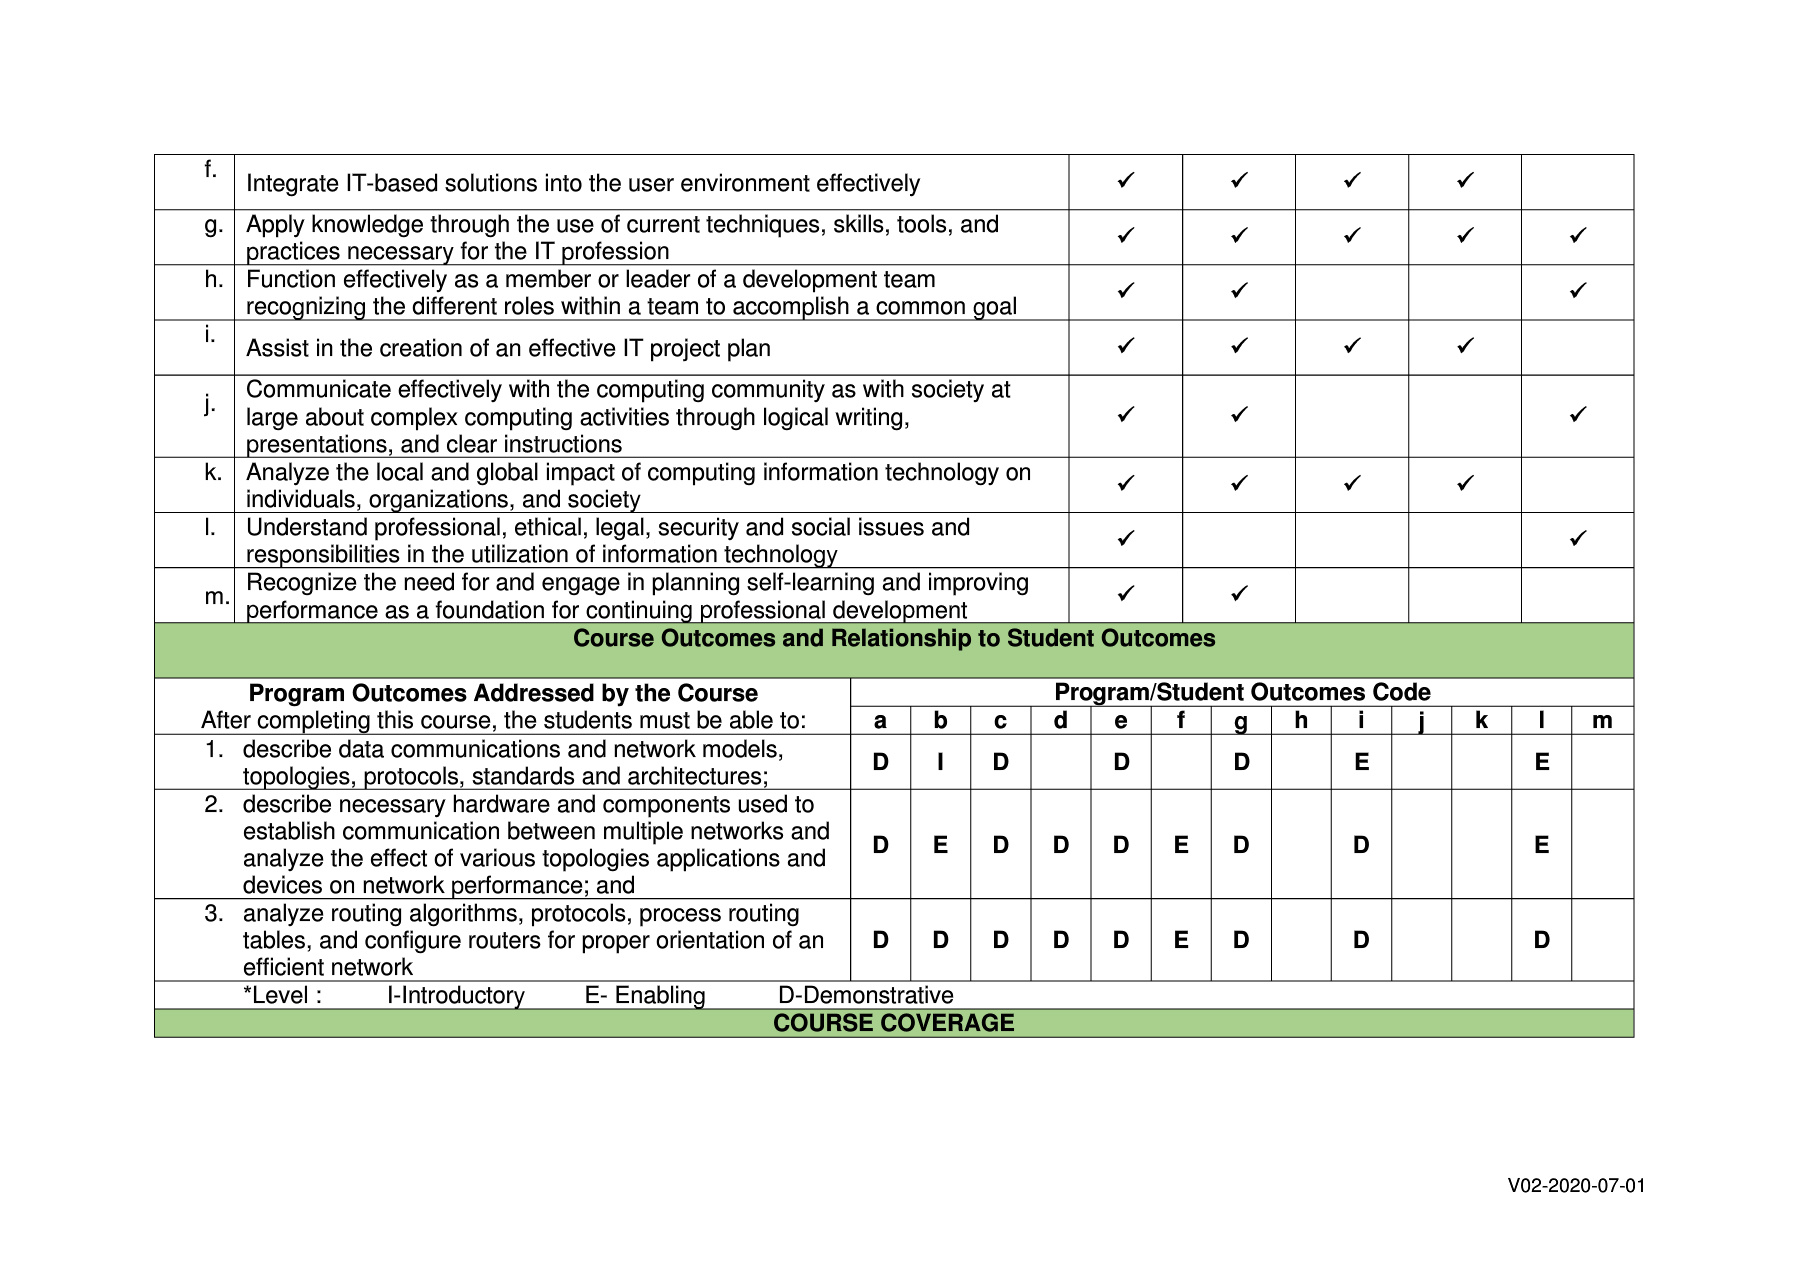 f. Integrate IT-based solutions into the user environment effectively ✓ ✓ ✓ ✓
g. Apply knowledge through the use of current techniques, skills, tools, and
practices necessary for the IT profession ✓ ✓ ✓ ✓ ✓
h. Function effectively as a member or leader of a development team
recognizing the different roles within a team to accomplish a common goal ✓ ✓ ✓
i. Assist in the creation of an effective IT project plan ✓ ✓ ✓ ✓
j. Communicate effectively with the computing community as with society at
large about complex computing activities through logical writing,
presentations, and clear instructions ✓ ✓ ✓
k. Analyze the local and global impact of computing information technology on
individuals, organizations, and society ✓ ✓ ✓ ✓
l. Understand professional, ethical, legal, security and social issues and
responsibilities in the utilization of information technology ✓ ✓
m. Recognize the need for and engage in planning self-learning and improving
performance as a foundation for continuing professional development ✓ ✓
Course Outcomes and Relationship to Student Outcomes
Program Outcomes Addressed by the Course
After completing this course, the students must be able to:
Program/Student Outcomes Code
a b c d e f g h i j k l m
1. describe data communications and network models,
topologies, protocols, standards and architectures;
D I D D D E E
2. describe necessary hardware and components used to
establish communication between multiple networks and
analyze the effect of various topologies applications and
devices on network performance; and
D E D D D E D D E
3. analyze routing algorithms, protocols, process routing
tables, and configure routers for proper orientation of an
efficient network
D D D D D E D D D
*Level : I-Introductory E- Enabling D-Demonstrative
COURSE COVERAGE
V02-2020-07-01